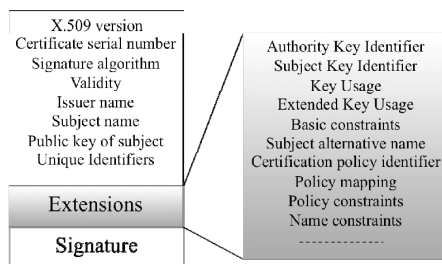 X.509 version
Certificate serial number
Signature algorithm
Validity
Issuer name
Subject name
Public key of subject
Unique Identifiers
Extensions
Signature
Authority Key Identifier
Subject Key Identifier
Key Usage
Extended Key Usage
Basic constraints
Subject alternative name
Certification policy identifier
Policy mapping
Policy constraints
Name constraints
--------------